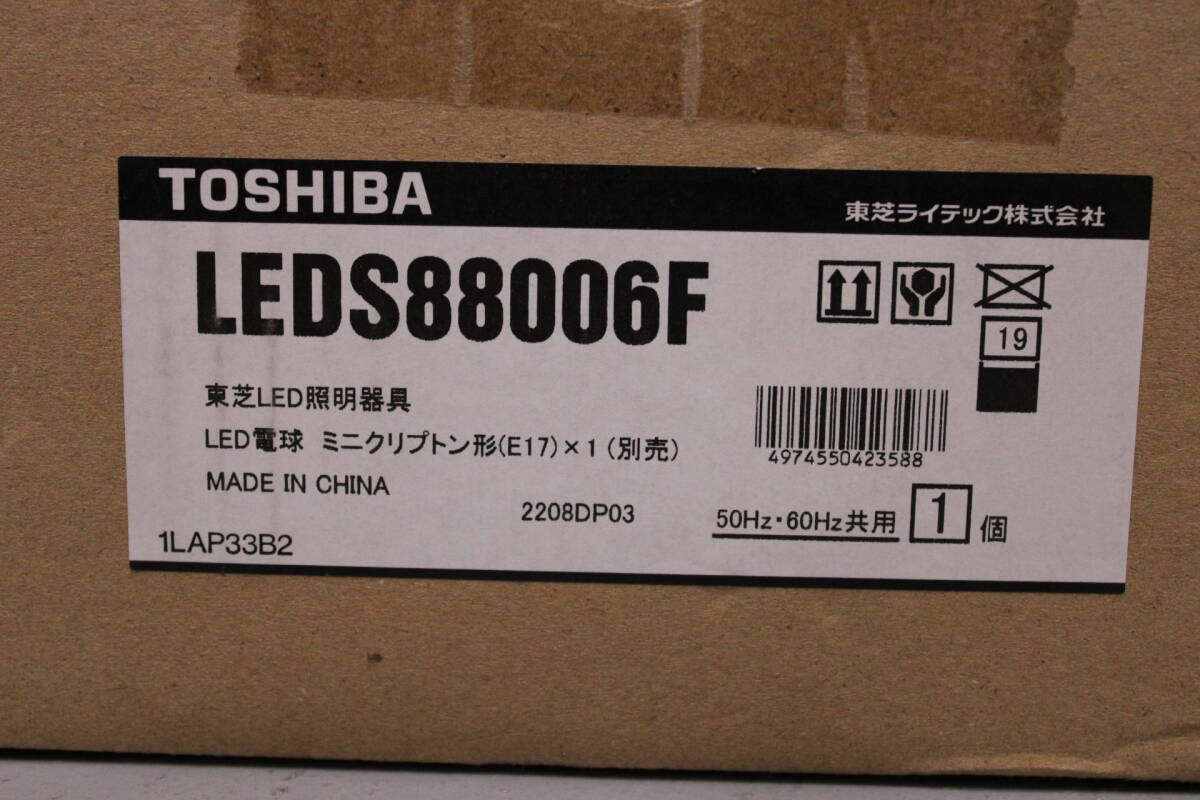 TOSHIBA
東芝ライテック株式会社
LEDS88006F
19
東芝LED照明器具
LED電球 ミニクリプトン形(E17)×1(別売)
4974550423588
MADE IN CHINA
2208DP03
50Hz・60Hz共用 1個
1LAP33B2